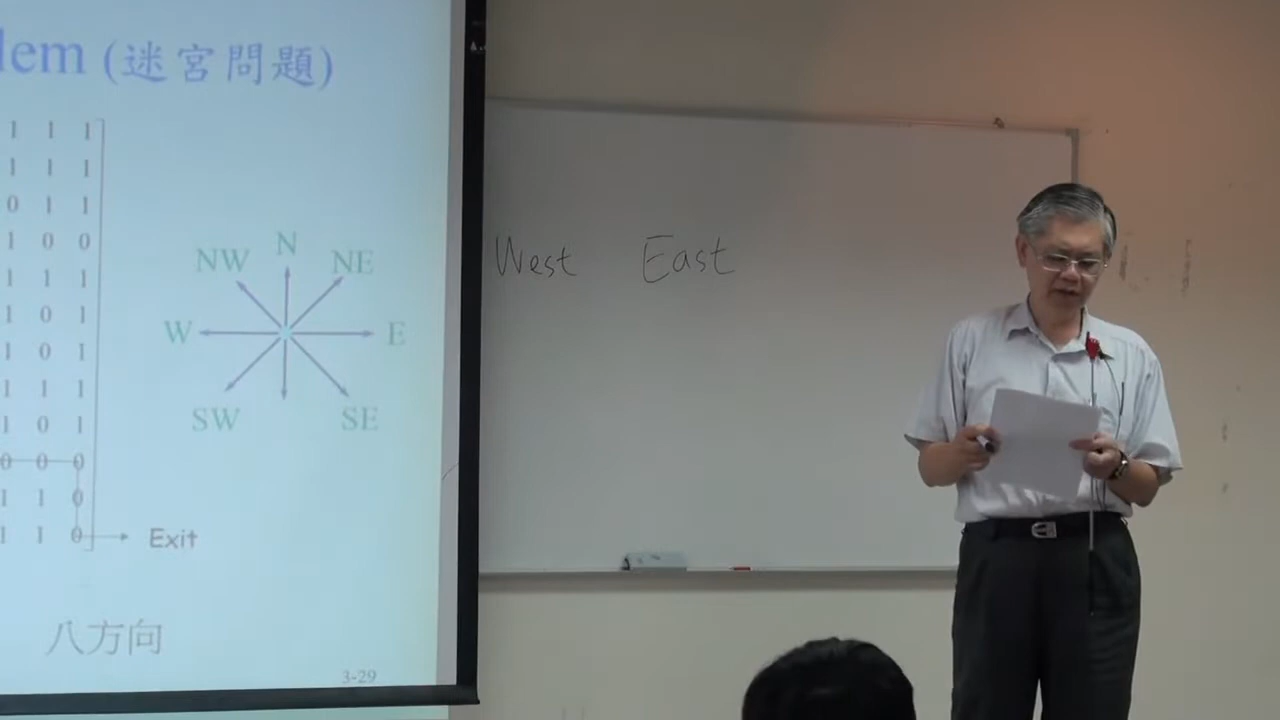 lem (迷宮問題)
1 1 1
1 1 1
0 1 1
1 0 0
1 1 1
1 0 1
1 0 1
1 1 1
1 0 1
0 0 0
1 1 0
1 1 0 Exit
N
NW NE
W E
SW SE
八方向
3-29
West East